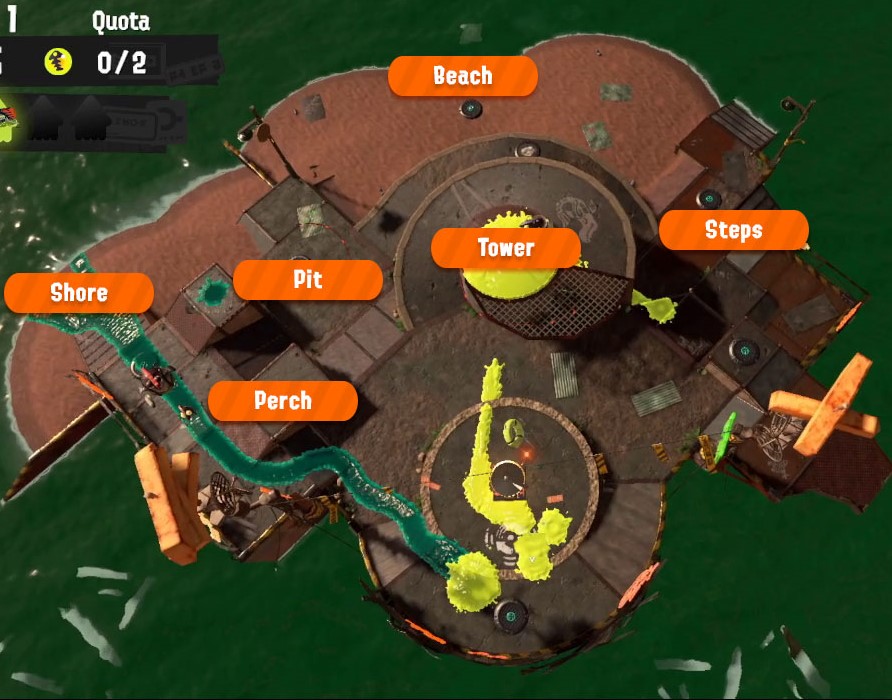 1
Quota
0/2
Beach
Tower
Steps
Shore
Pit
Perch